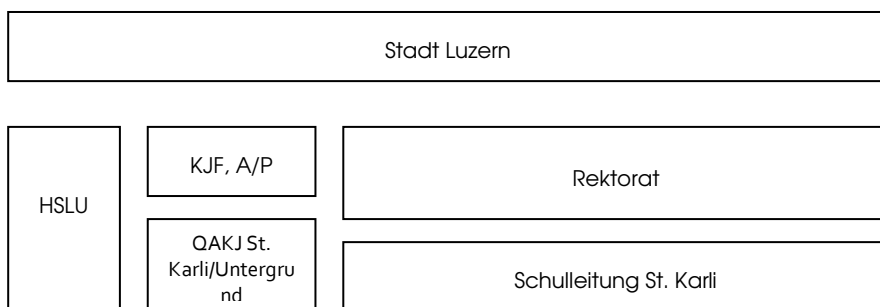 Stadt Luzern
HSLU
KJF, A/P
Rektorat
QAKJ St.
Karli/Untergru
nd
Schulleitung St. Karli